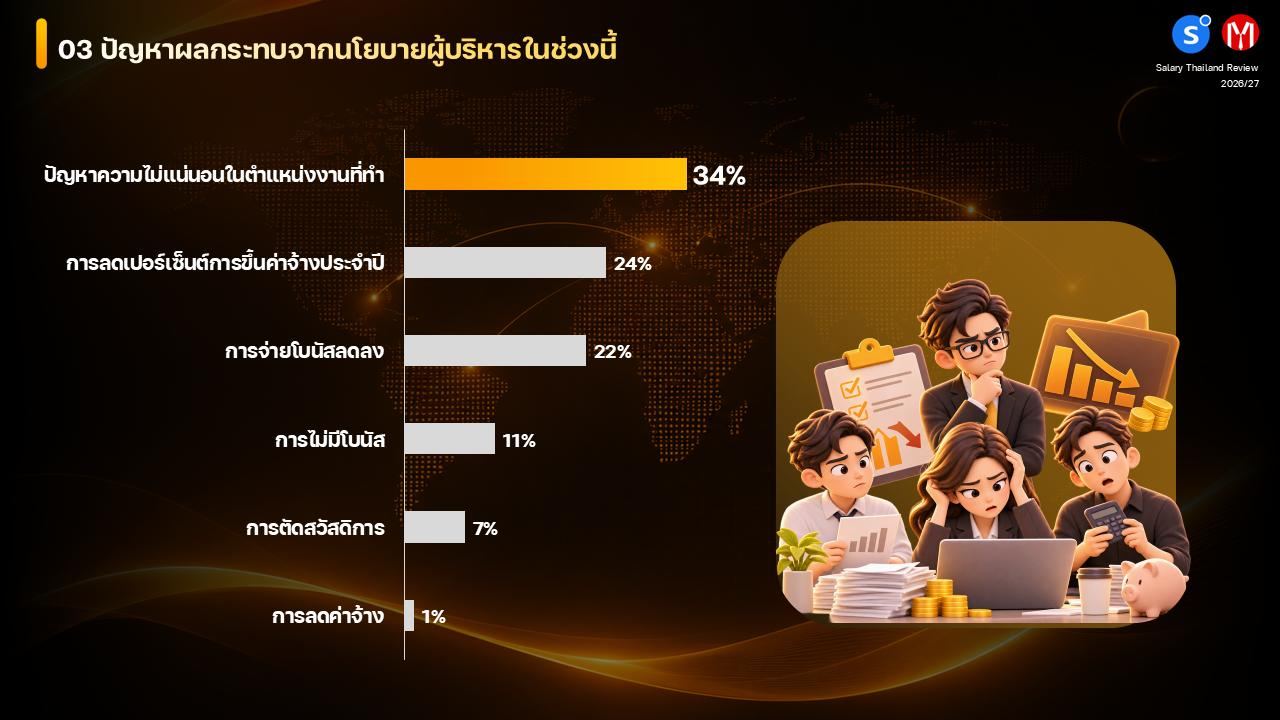 03 ปัญหาผลกระทบจากนโยบายผู้บริหารในช่วงนี้
Salary Thailand Review
2026/27
ปัญหาความไม่แน่นอนในตำแหน่งงานที่ทำ
34%
การลดเปอร์เซ็นต์การขึ้นค่าจ้างประจำปี
24%
การจ่ายโบนัสลดลง
22%
การไม่มีโบนัส
11%
การตัดสวัสดิการ
7%
การลดค่าจ้าง
1%